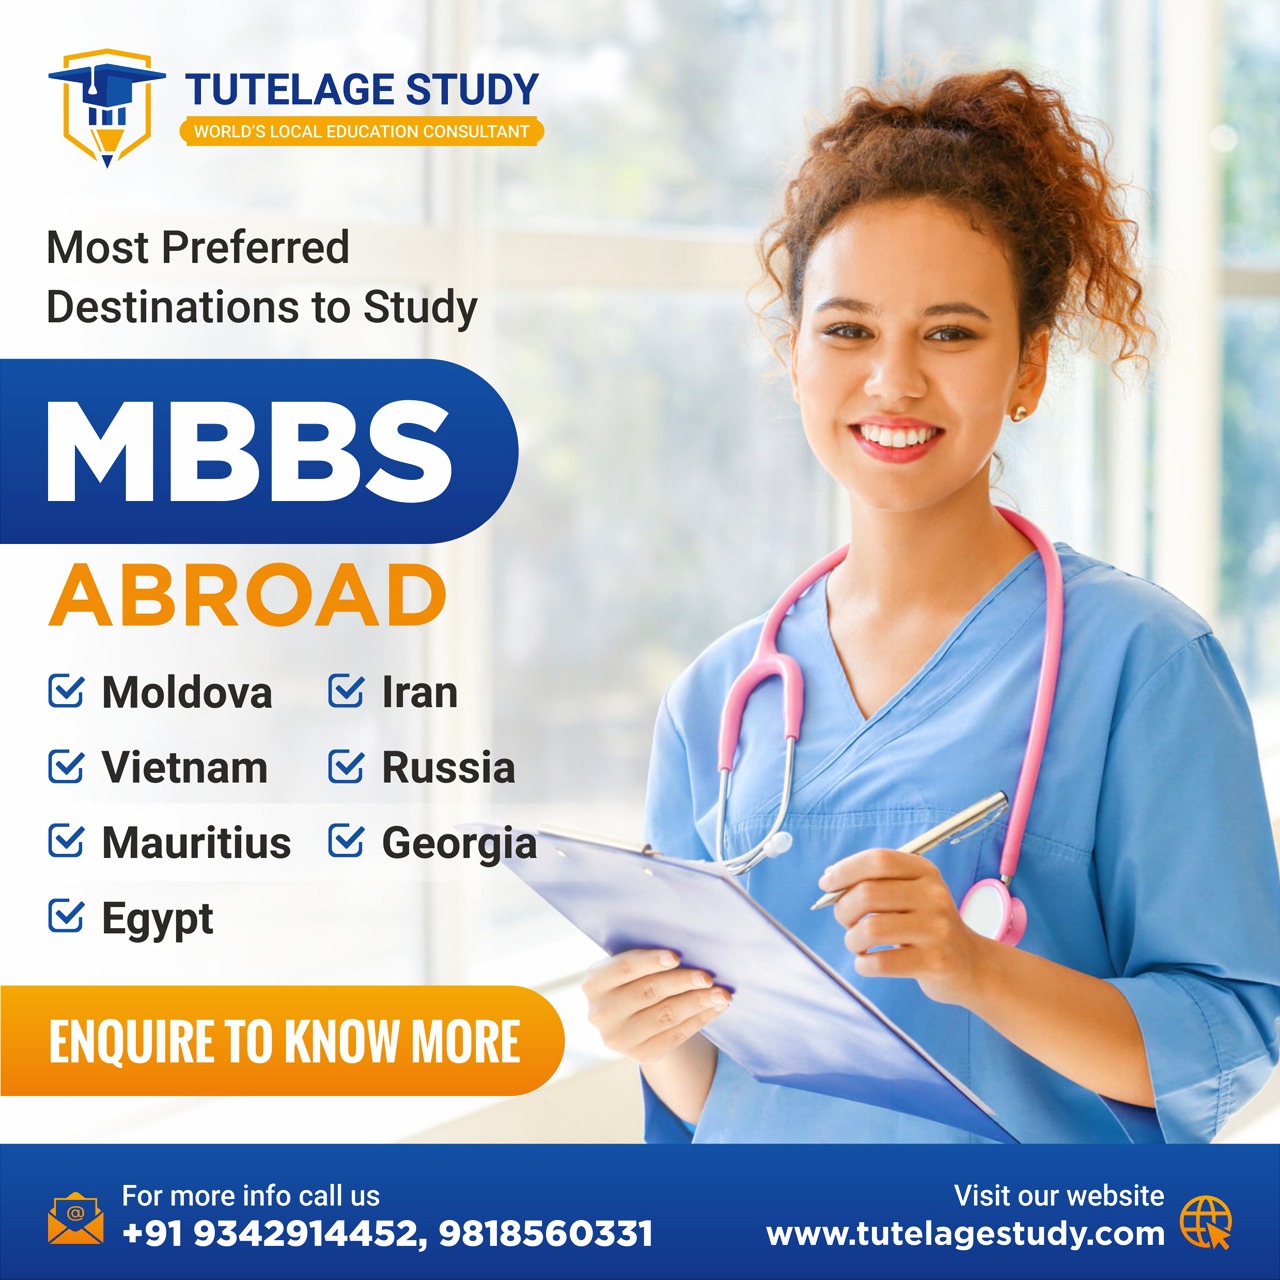 TUTELAGE STUDY
WORLD'S LOCAL EDUCATION CONSULTANT
Most Preferred
Destinations to Study
MBBS
ABROAD
Moldova
Iran
Vietnam
Russia
Mauritius
Georgia
Egypt
ENQUIRE TO KNOW MORE
For more info call us
+91 9342914452, 9818560331
Visit our website
www.tutelagestudy.com